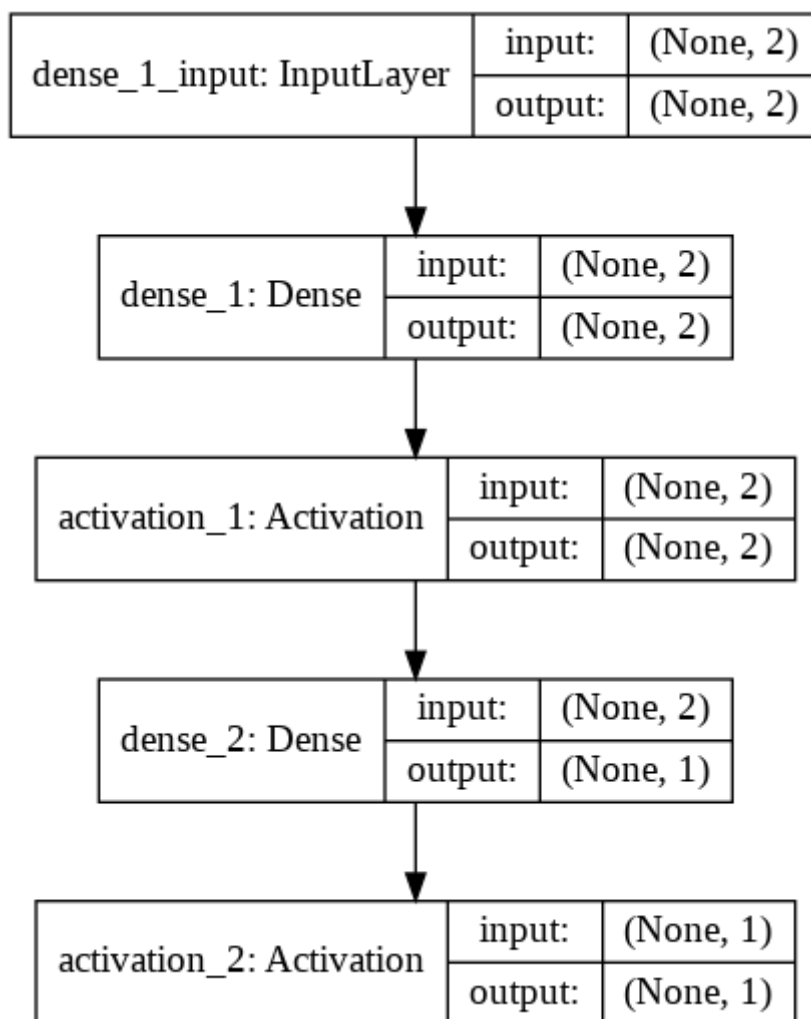 dense_1_input: InputLayer
input: (None, 2)
output: (None, 2)
dense_1: Dense
input: (None, 2)
output: (None, 2)
activation_1: Activation
input: (None, 2)
output: (None, 2)
dense_2: Dense
input: (None, 2)
output: (None, 1)
activation_2: Activation
input: (None, 1)
output: (None, 1)